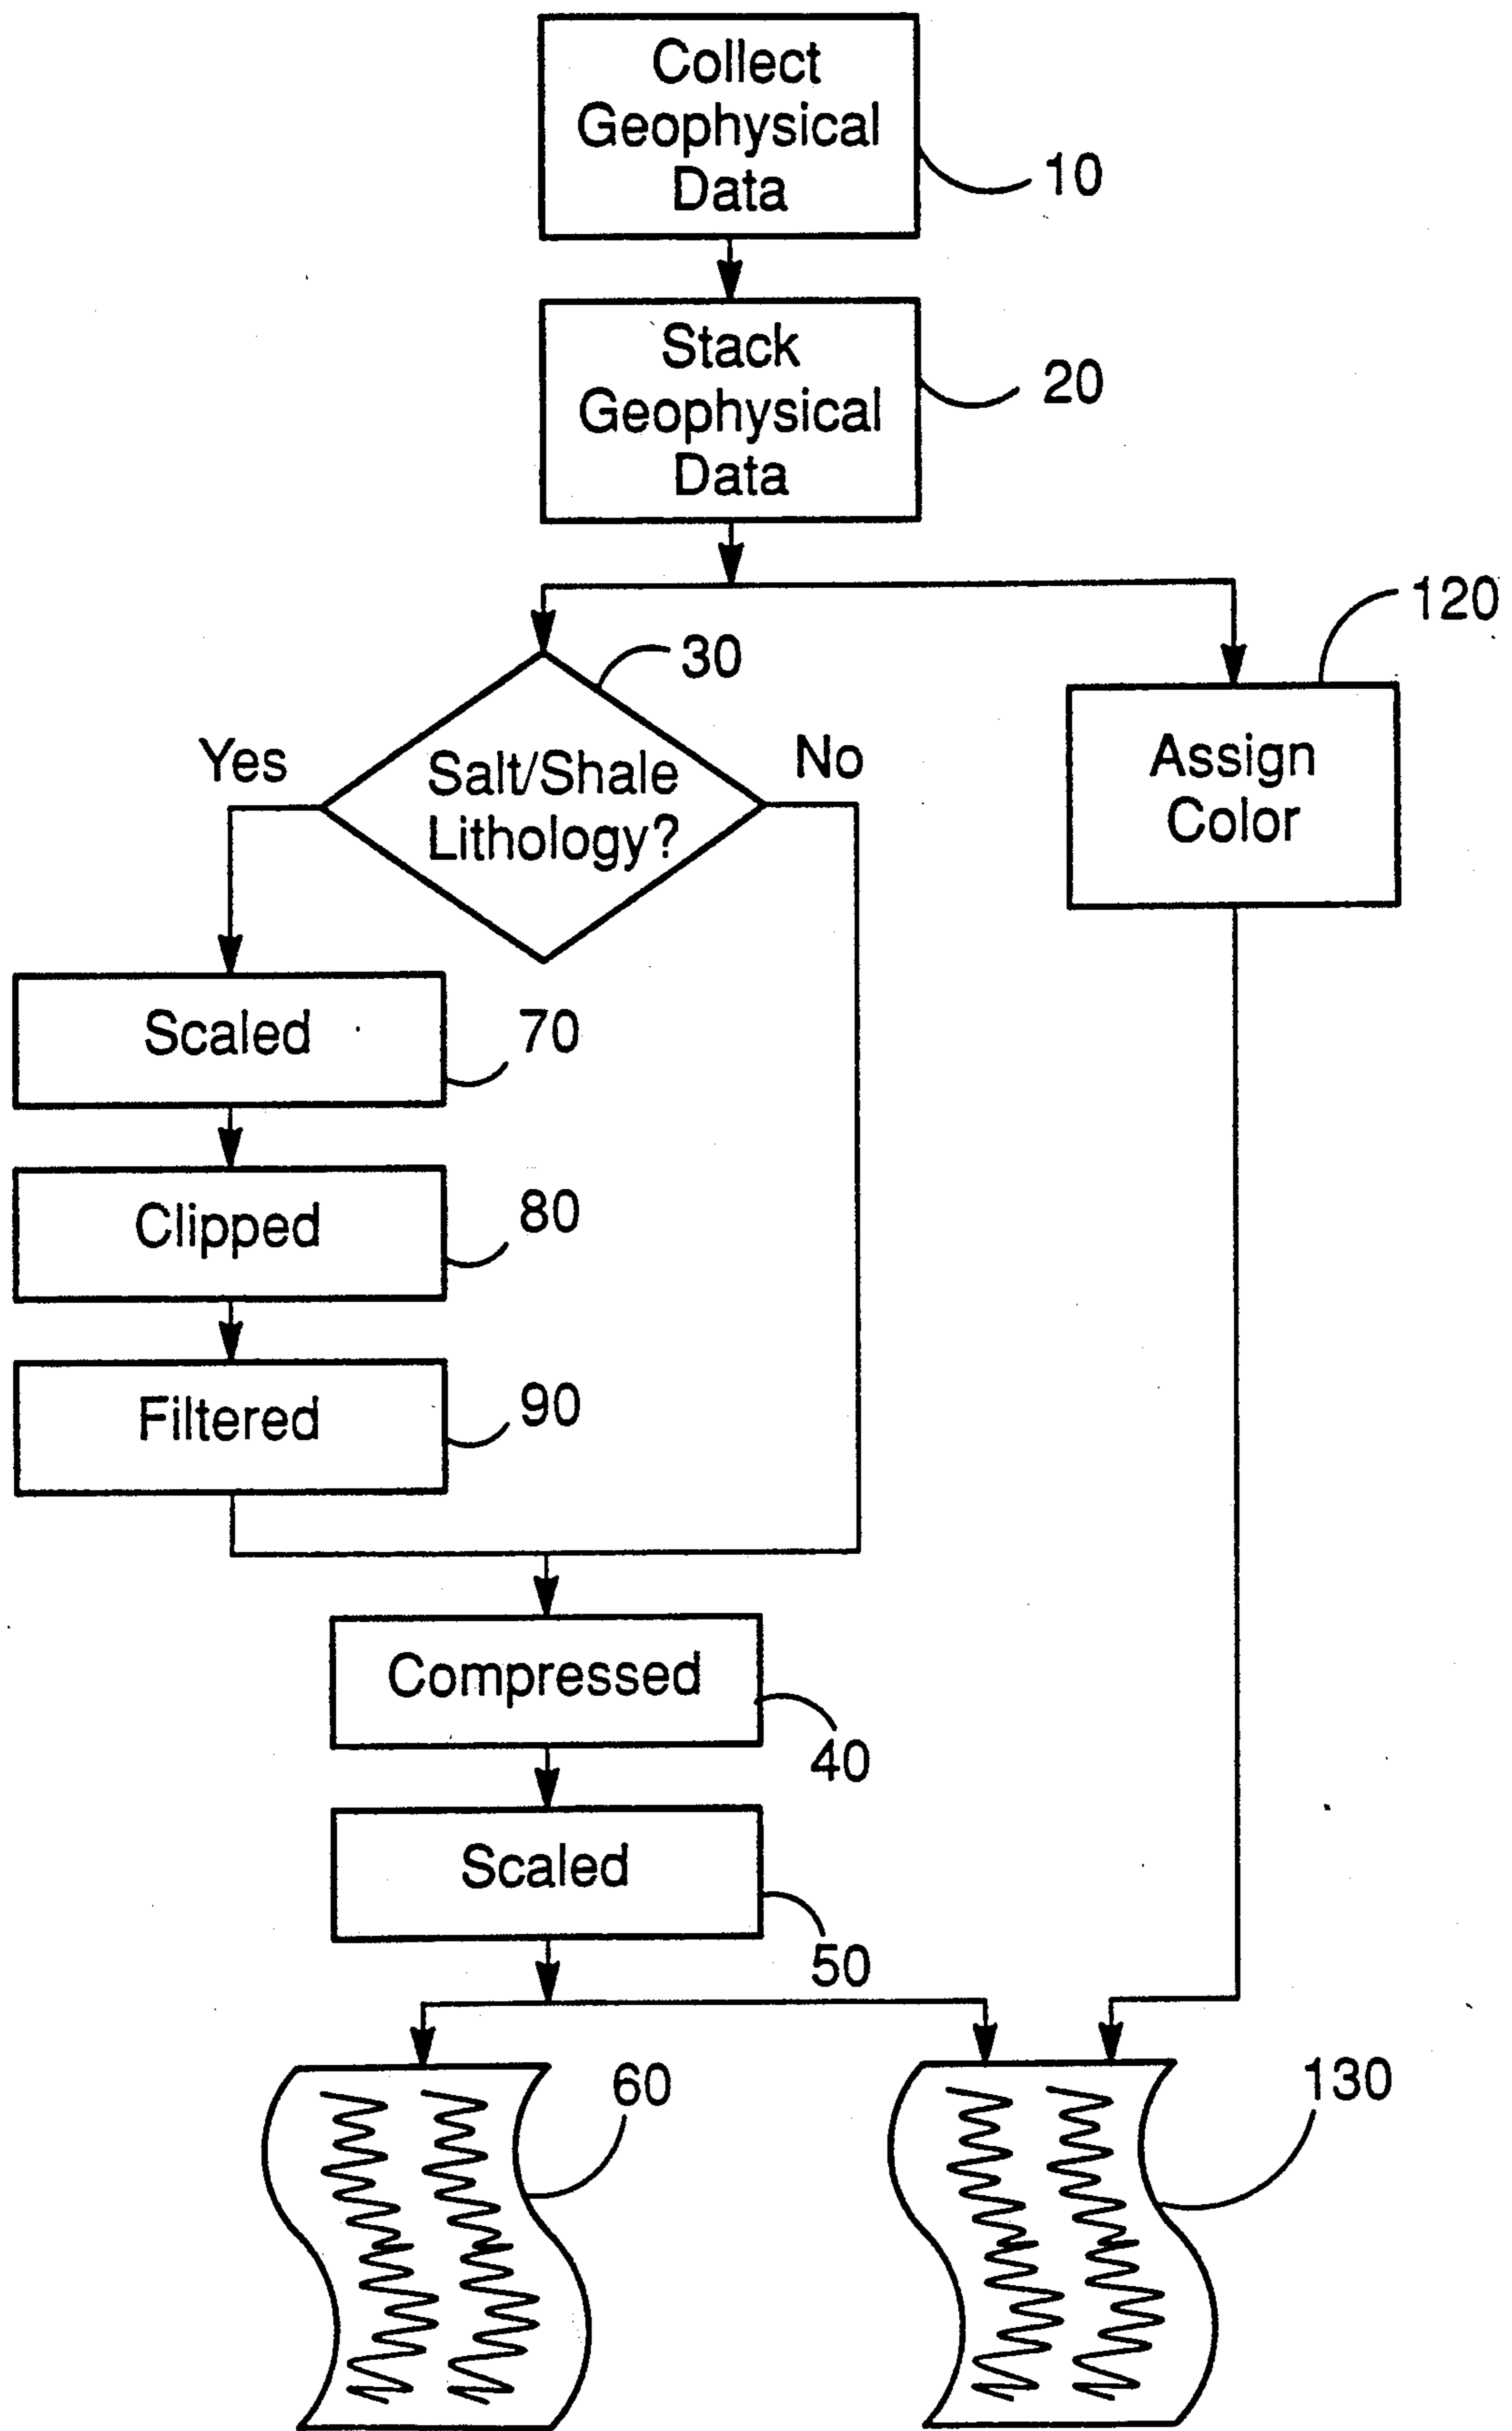 Collect
Geophysical
Data
10
Stack
Geophysical
Data
20
120
30
Yes
Salt/Shale
Lithology?
No
Assign
Color
Scaled
70
Clipped
80
Filtered
90
Compressed
40
Scaled
50
60
130